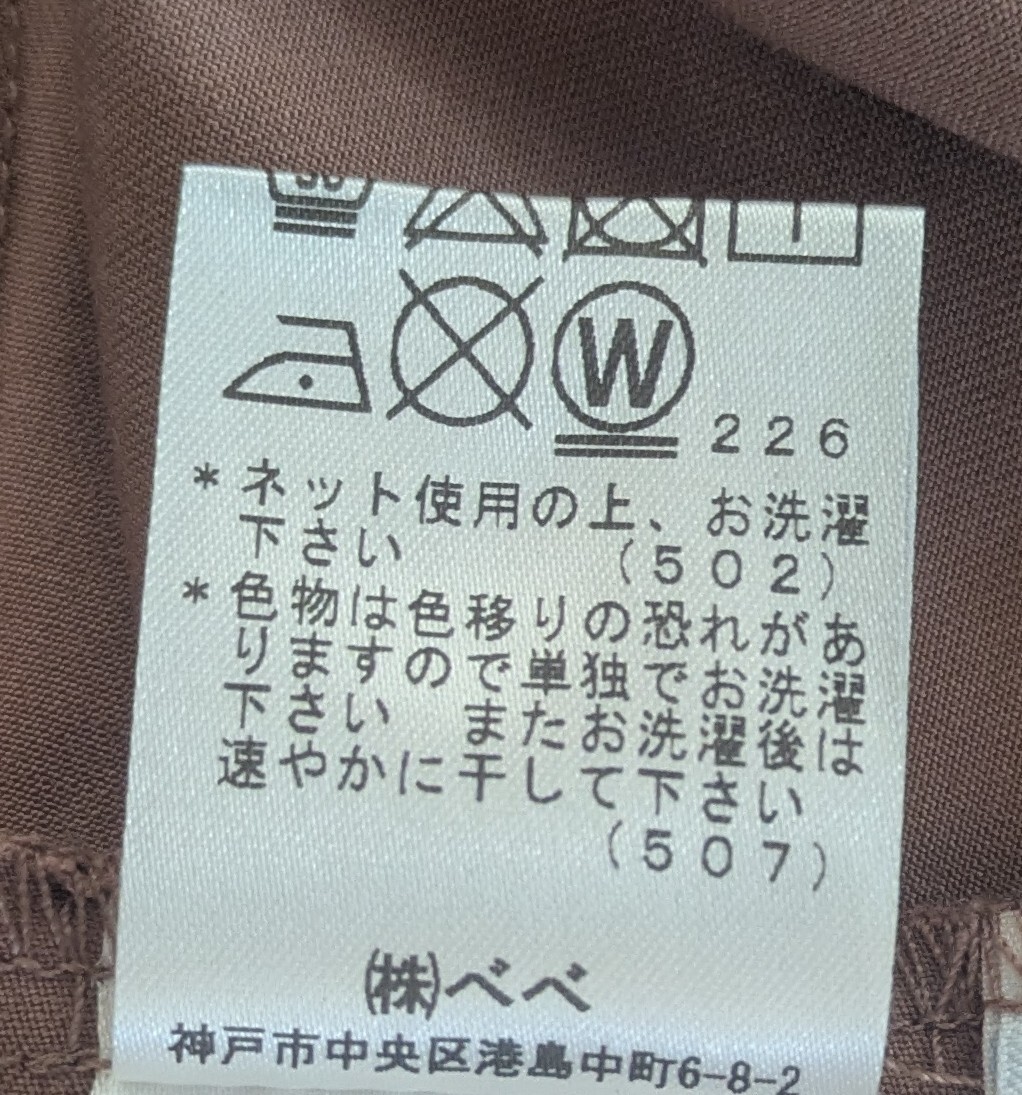 W
226
*ネット使用の上、お洗濯
下さい (502)
*色物は色移りの恐れがあ
りますので単独でお洗濯
下さい またお洗濯後は
速やかに干して下さい
(507)
㈱べべ
神戸市中央区港島中町6-8-2